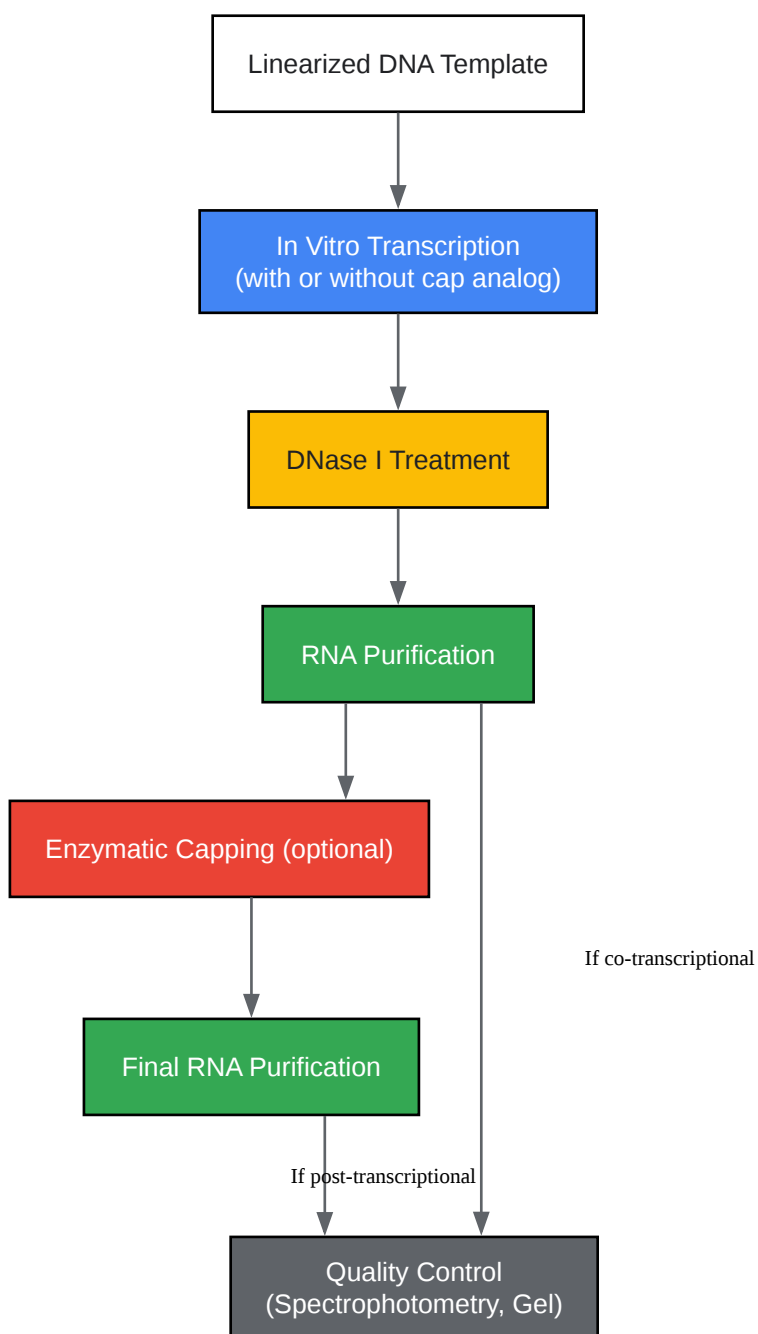 Linearized DNA Template
In Vitro Transcription
(with or without cap analog)
DNase I Treatment
RNA Purification
Enzymatic Capping (optional)
If co-transcriptional
Final RNA Purification
If post-transcriptional
Quality Control
(Spectrophotometry, Gel)